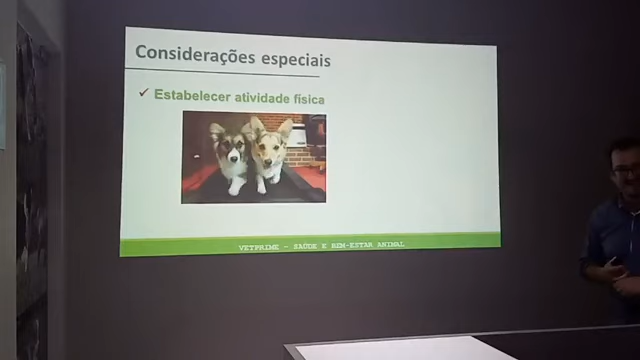 Considerações especiais
✓ Estabelecer atividade física
VETPRIME - SAÚDE E BEM-ESTAR ANIMAL